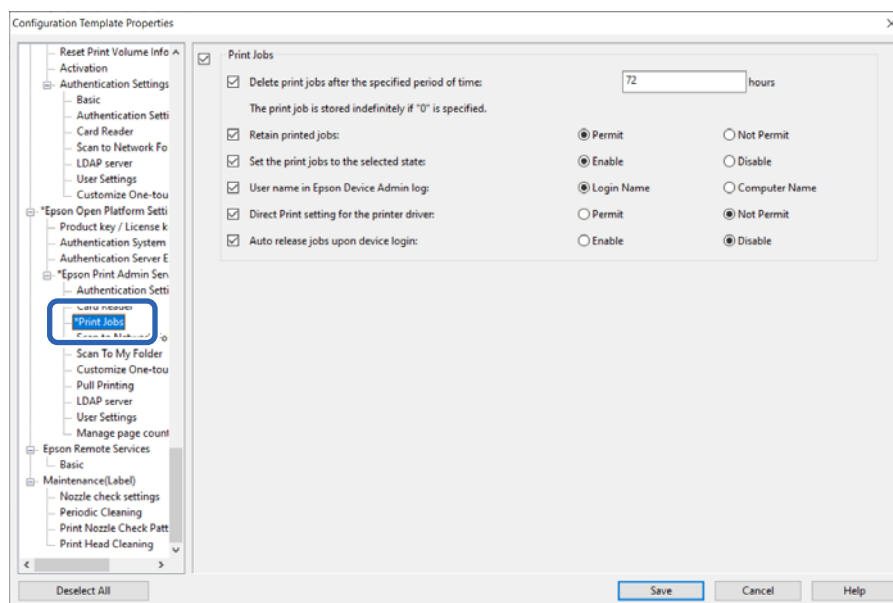 Configuration Template Properties
Reset Print Volume Info
Activation
Authentication Settings
Basic
Authentication Setti
Card Reader
Scan to Network Fo
LDAP server
User Settings
Customize One-tou
*Epson Open Platform Setti
Product key / License k
Authentication System
Authentication Server E
*Epson Print Admin Sen
Authentication Setti
Card Reader
*Print Jobs
Scan to Network Fo
Scan To My Folder
Customize One-tou
Pull Printing
LDAP server
User Settings
Manage page count
Epson Remote Services
Basic
Maintenance(Label)
Nozzle check settings
Periodic Cleaning
Print Nozzle Check Patt
Print Head Cleaning
Print Jobs
Delete print jobs after the specified period of time: 72 hours
The print job is stored indefinitely if "0" is specified.
Retain printed jobs: Permit Not Permit
Set the print jobs to the selected state: Enable Disable
User name in Epson Device Admin log: Login Name Computer Name
Direct Print setting for the printer driver: Permit Not Permit
Auto release jobs upon device login: Enable Disable
Deselect All Save Cancel Help